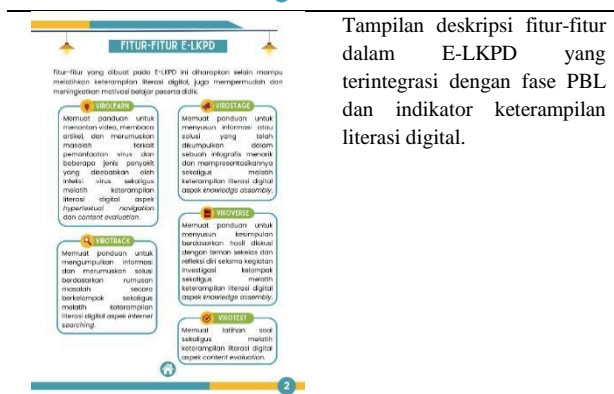 FITUR-FITUR E-LKPD
Fitur-fitur yang dibuat pada E-LKPD ini diharapkan selain mampu
melatihkan keterampilan literasi digital, juga mempermudah dan
meningkatkan motivasi belajar peserta didik.
VIROLEARN
Memuat panduan untuk
menonton video, membaca
artikel, dan merumuskan
masalah terkait
pemanfaatan virus dan
beberapa jenis penyakit
yang disebabkan oleh
infeksi virus sekaligus
melatih keterampilan
literasi digital aspek
hypertextual navigation
dan content evaluation.
VIROTRACK
Memuat panduan untuk
mengumpulkan informasi
dan merumuskan solusi
berdasarkan rumusan
masalah secara
berkelompok sekaligus
melatih keterampilan
literasi digital aspek internet
searching.
VIROSTAGE
Memuat panduan untuk
menyusun informasi atau
solusi yang telah
dikumpulkan dalam
sebuah infografis menarik
dan mempresentasikannya
sekaligus melatih
keterampilan literasi digital
aspek knowledge assembly.
VIROVERSE
Memuat panduan untuk
menyusun kesimpulan
berdasarkan hasil diskusi
dengan teman sekelas dan
refleksi diri selama kegiatan
investigasi kelompok
sekaligus melatih
keterampilan literasi digital
aspek knowledge assembly.
VIROTEST
Memuat latihan soal
sekaligus melatih
keterampilan literasi digital
aspek content evaluation.
2
Tampilan deskripsi fitur-fitur
dalam E-LKPD yang
terintegrasi dengan fase PBL
dan indikator keterampilan
literasi digital.